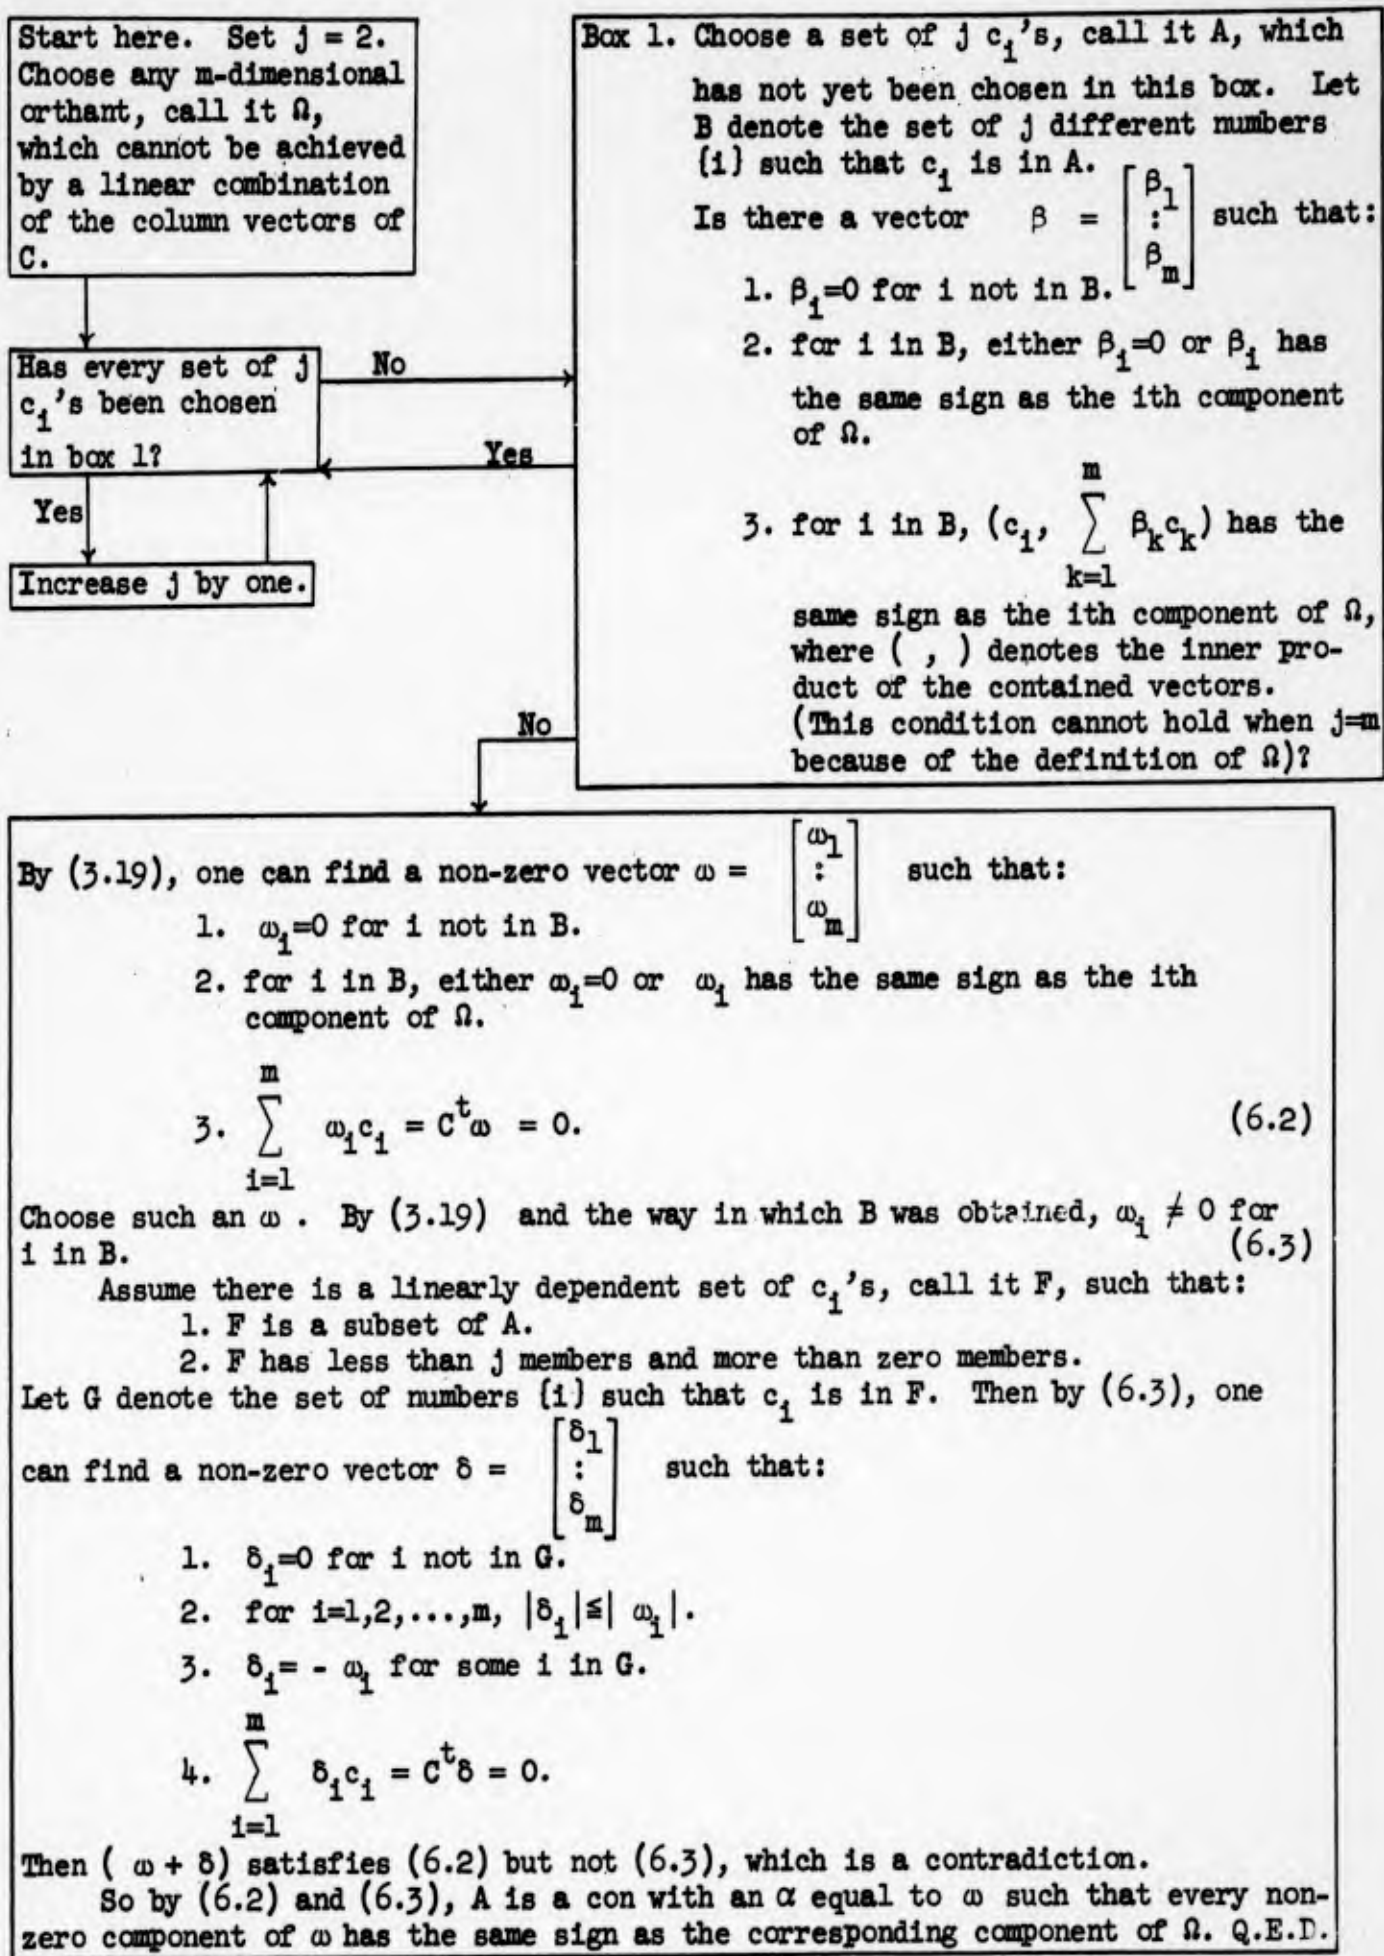 Start here. Set j = 2.
Choose any m-dimensional
orthant, call it Ω,
which cannot be achieved
by a linear combination
of the column vectors of
C.
Has every set of j
c_i's been chosen
in box 1?
No
Yes
Yes
Increase j by one.
Box 1. Choose a set of j c_i's, call it A, which
has not yet been chosen in this box. Let
B denote the set of j different numbers
{i} such that c_i is in A.
Is there a vector β = [β_1 : β_m] such that:
1. β_i=0 for i not in B.
2. for i in B, either β_i=0 or β_i has
the same sign as the ith component
of Ω.
3. for i in B, (c_i, ∑_{k=1}^{m} β_k c_k) has the
same sign as the ith component of Ω,
where ( , ) denotes the inner pro-
duct of the contained vectors.
(This condition cannot hold when j=m
because of the definition of Ω)?
No
By (3.19), one can find a non-zero vector ω = [ω_1 : ω_m] such that:
1. ω_i=0 for i not in B.
2. for i in B, either ω_i=0 or ω_i has the same sign as the ith
component of Ω.
3. ∑_{i=1}^{m} ω_i c_i = C^t ω = 0. (6.2)
Choose such an ω . By (3.19) and the way in which B was obtained, ω_i ≠ 0 for
i in B. (6.3)
Assume there is a linearly dependent set of c_i's, call it F, such that:
1. F is a subset of A.
2. F has less than j members and more than zero members.
Let G denote the set of numbers {i} such that c_i is in F. Then by (6.3), one
can find a non-zero vector δ = [δ_1 : δ_m] such that:
1. δ_i=0 for i not in G.
2. for i=1,2,...,m, |δ_i|≦| ω_i|.
3. δ_i= - ω_i for some i in G.
4. ∑_{i=1}^{m} δ_i c_i = C^t δ = 0.
Then ( ω + δ) satisfies (6.2) but not (6.3), which is a contradiction.
So by (6.2) and (6.3), A is a con with an α equal to ω such that every non-
zero component of ω has the same sign as the corresponding component of Ω. Q.E.D.